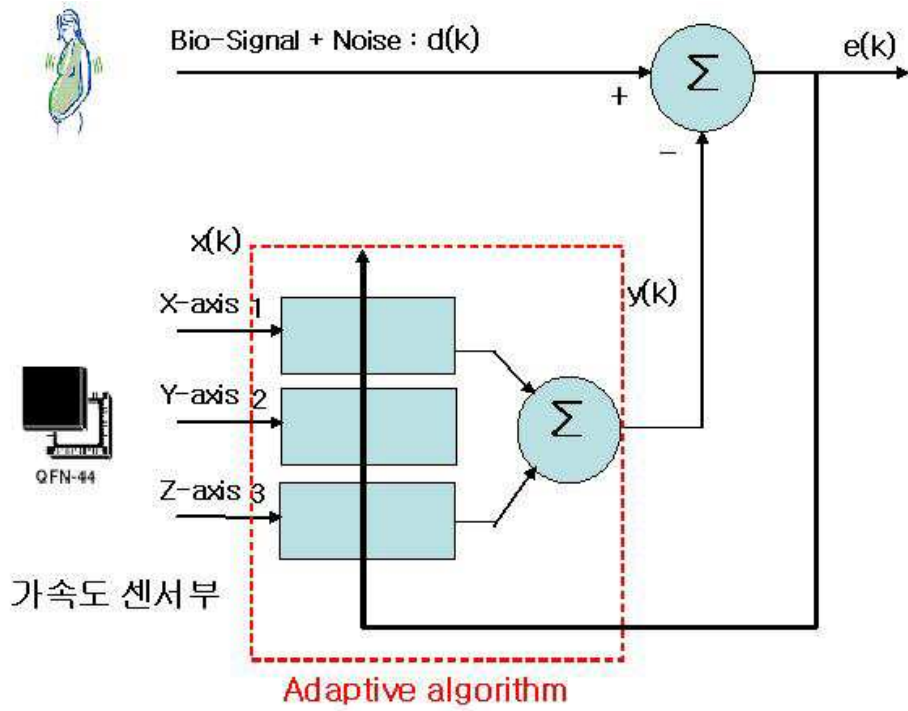 Bio-Signal + Noise : d(k)
e(k)
Σ
+
-
x(k)
y(k)
X-axis 1
Y-axis 2
Σ
QFN-44
Z-axis 3
가속도 센서부
Adaptive algorithm